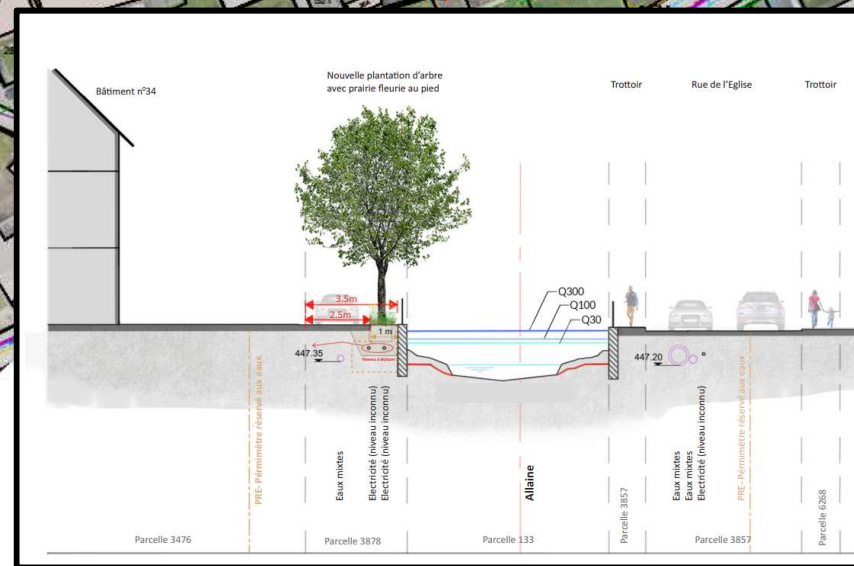 Bâtiment n°34
Nouvelle plantation d'arbre
avec prairie fleurie au pied
Trottoir
Rue de l'Eglise
Trottoir
Q300
Q100
Q30
3.5m
2.5m
1 m
447.35
447.20
PRE- Périmimètre réservé aux eaux
Eaux mixtes
Electricité (niveau inconnu)
Electricité (niveau inconnu)
Allaine
Eaux mixtes
Eaux mixtes
Electricité (niveau inconnu)
PRE- Périmimètre réservé aux eaux
Parcelle 3476
Parcelle 3878
Parcelle 133
Parcelle 3857
Parcelle 3857
Parcelle 6268